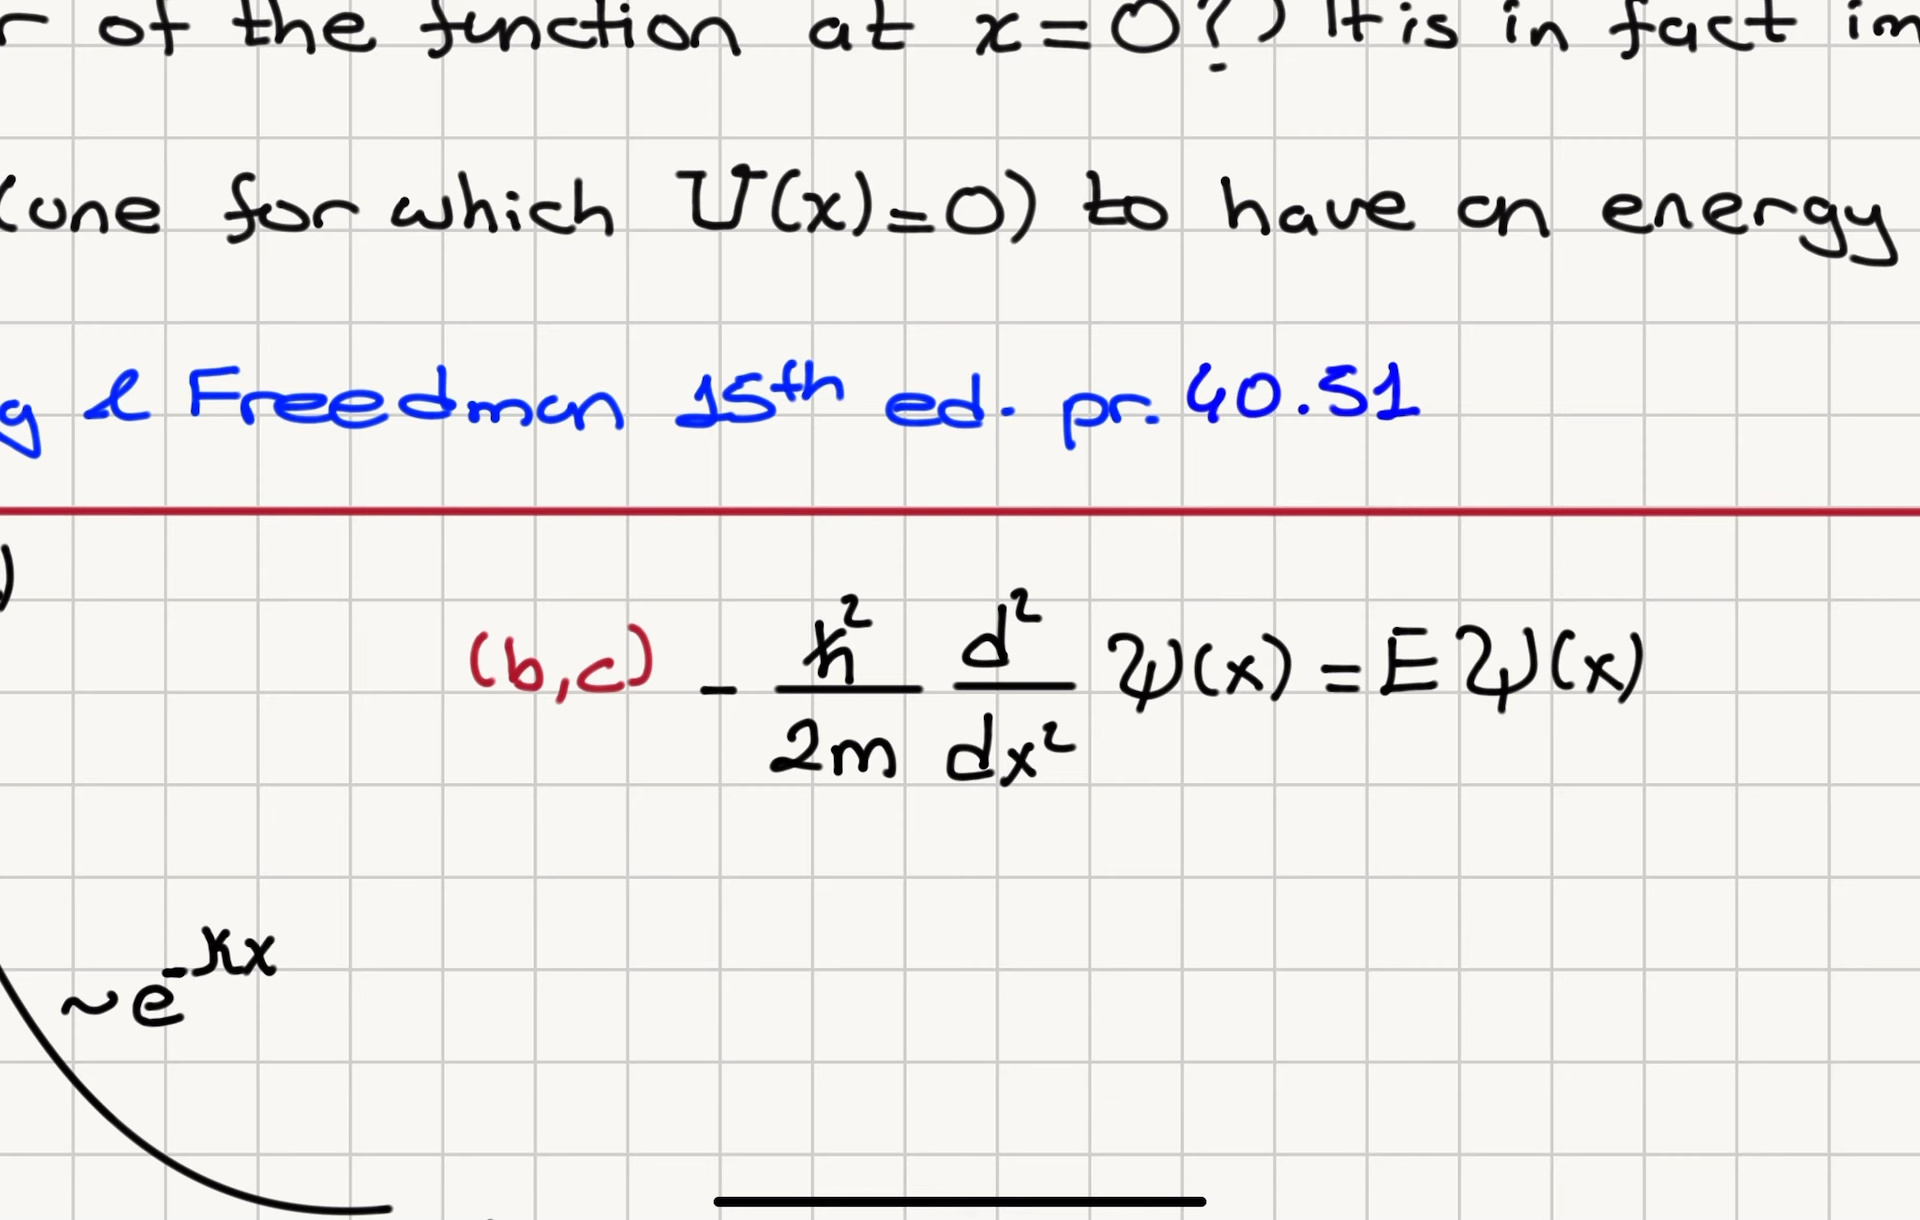 of the function at x=0?) It is in fact im
(one for which U(x)=0) to have an energy
g & Freedman 15th ed. pr. 40.51
)
(b,c) - ħ²/2m d²/dx² ψ(x) = E ψ(x)
~e^-κx